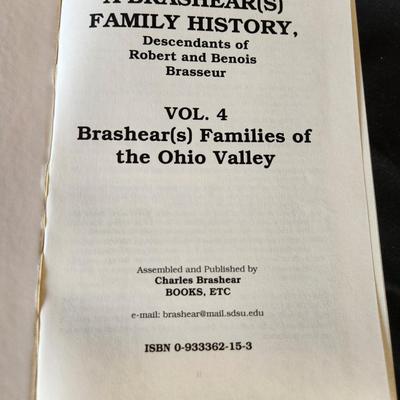 A BRASHEAR(S)
FAMILY HISTORY,
Descendants of
Robert and Benois
Brasseur
VOL. 4
Brashear(s) Families of
the Ohio Valley
Assembled and Published by
Charles Brashear
BOOKS, ETC
e-mail: brashear@mail.sdsu.edu
ISBN 0-933362-15-3
ii